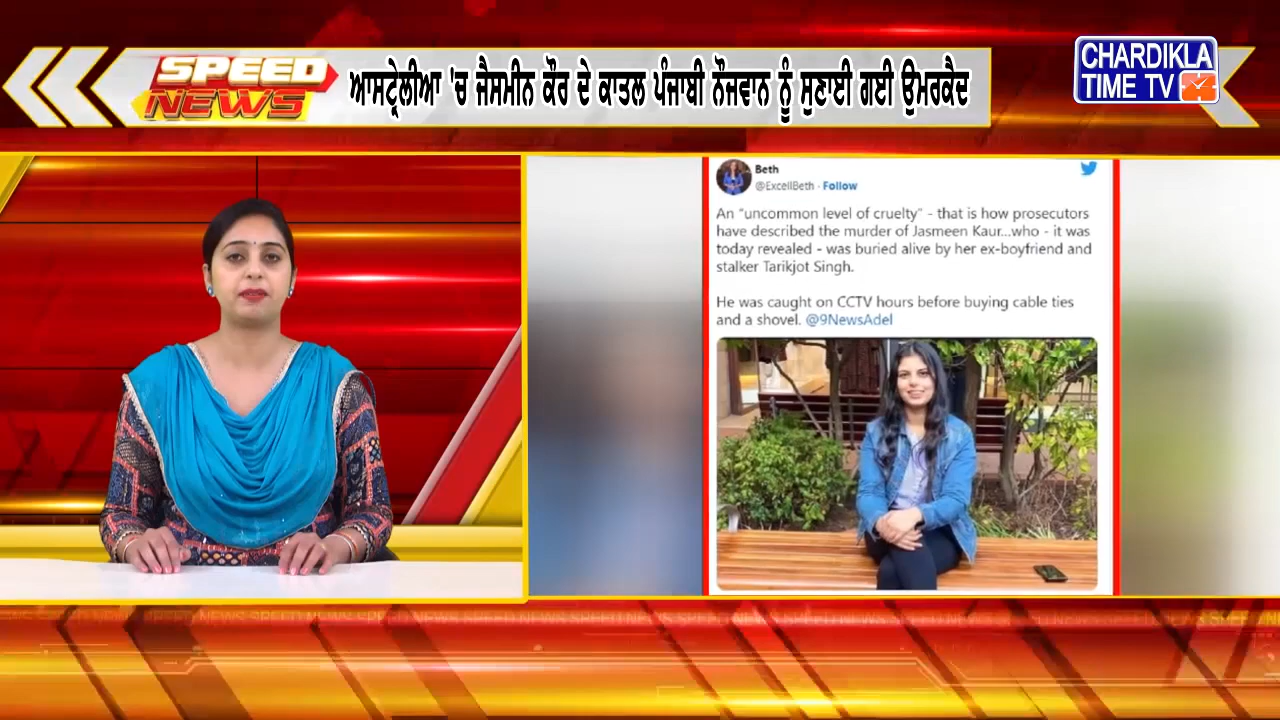 SPEED
NEWS
ਆਸਟ੍ਰੇਲੀਆ 'ਚ ਜੈਸਮੀਨ ਕੌਰ ਦੇ ਕਾਤਲ ਪੰਜਾਬੀ ਨੌਜਵਾਨ ਨੂੰ ਸੁਣਾਈ ਗਈ ਉਮਰਕੈਦ
CHARDIKLA
TIME TV
Beth
@ExcellBeth · Follow
An "uncommon level of cruelty" - that is how prosecutors
have described the murder of Jasmeen Kaur...who - it was
today revealed - was buried alive by her ex-boyfriend and
stalker Tarikjot Singh.
He was caught on CCTV hours before buying cable ties
and a shovel. @9NewsAdel